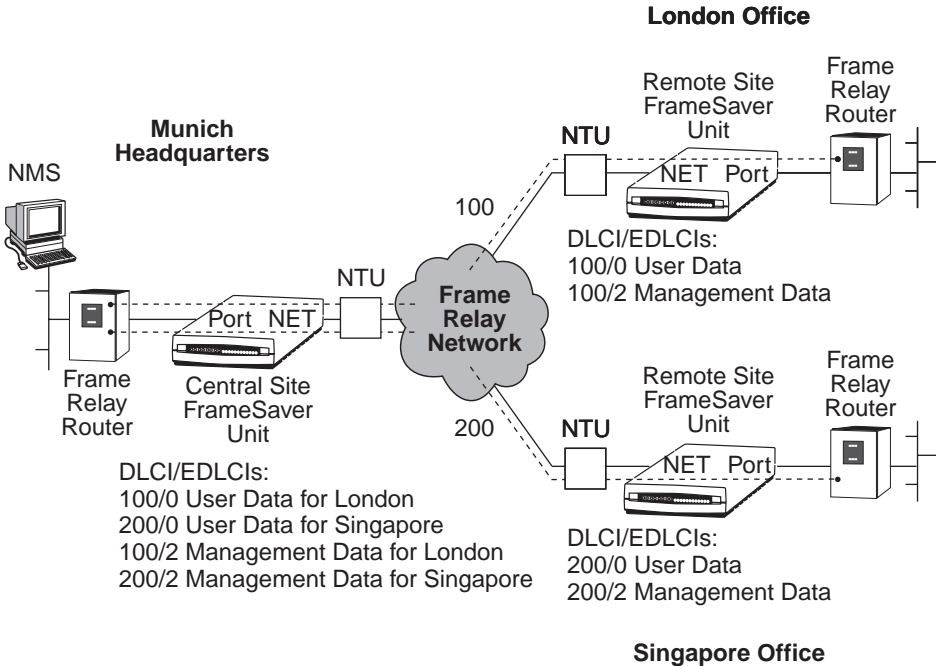 London Office
Remote Site
FrameSaver
Unit
Frame
Relay
Router
NTU
NET Port
100
DLCI/EDLCIs:
100/0 User Data
100/2 Management Data
Munich
Headquarters
NMS
NTU
Port NET
Frame
Relay
Network
Frame
Relay
Router
Central Site
FrameSaver
Unit
DLCI/EDLCIs:
100/0 User Data for London
200/0 User Data for Singapore
100/2 Management Data for London
200/2 Management Data for Singapore
200
NTU
Remote Site
FrameSaver
Unit
Frame
Relay
Router
NET Port
DLCI/EDLCIs:
200/0 User Data
200/2 Management Data
Singapore Office